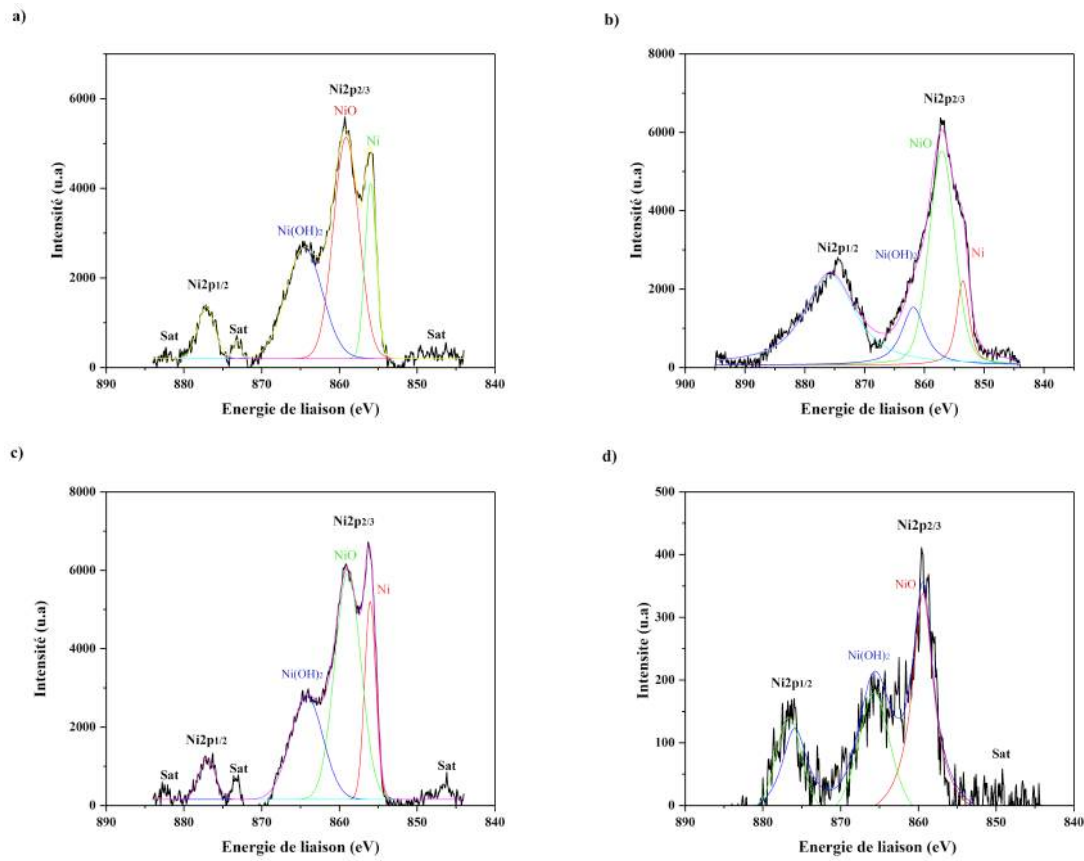 a)
Intensité (u.a)
6000
4000
2000
0
Ni2p2/3
NiO
Ni
Ni(OH)2
Ni2p1/2
Sat
Sat
Sat
890 880 870 860 850 840
Energie de liaison (eV)
b)
Intensité (u.a)
8000
6000
4000
2000
0
Ni2p2/3
NiO
Ni2p1/2
Ni(OH)
Ni
900 890 880 870 860 850 840
Energie de liaison (eV)
c)
Intensité (u.a)
8000
6000
4000
2000
0
Ni2p2/3
NiO
Ni
Ni(OH)2
Ni2p1/2
Sat
Sat
Sat
890 880 870 860 850 840
Energie de liaison (eV)
d)
Intensite (u.a)
500
400
300
200
100
0
Ni2p2/3
NiO
Ni(OH)2
Ni2p1/2
Sat
890 880 870 860 850 840
Energie de liaison (eV)